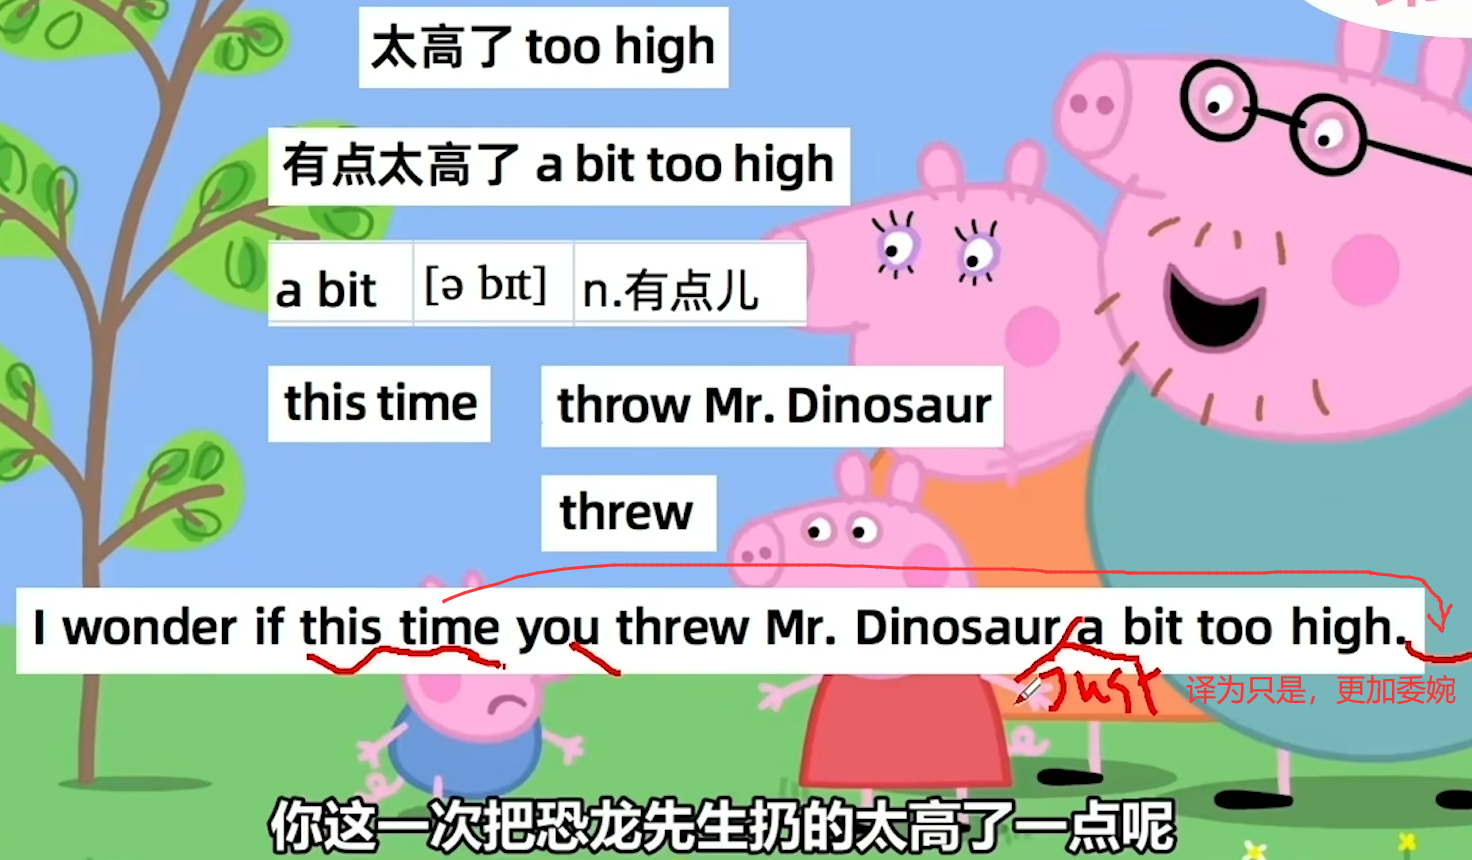 太高了 too high
有点太高了 a bit too high
a bit [ə bɪt] n.有点儿
this time throw Mr. Dinosaur
threw
I wonder if this time you threw Mr. Dinosaur a bit too high.
Just 译为只是，更加委婉
你这一次把恐龙先生扔的太高了一点呢